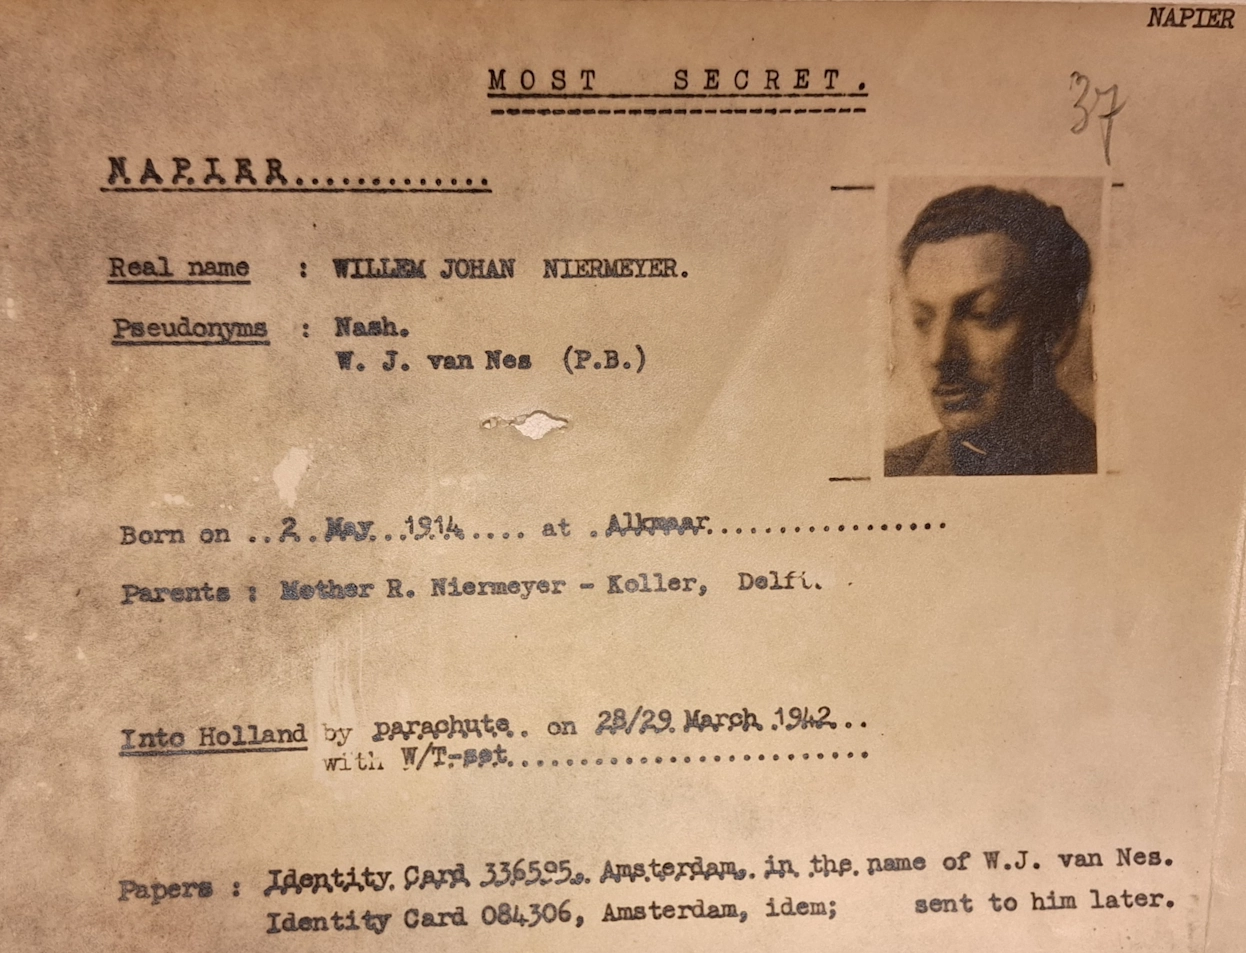 NAPIER
MOST SECRET.
37
NAPIER.............
Real name : WILLEM JOHAN NIERMEYER.
Pseudonyms : Nash.
W. J. van Nes (P.B.)
Born on ..2. May...1914..... at .Alkmaar................
Parents : Mother R. Niermeyer - Koller, Delft.
Into Holland by parachute. on 28/29 March 1942...
with W/T-set.........................
Papers : Identity Card 336595. Amsterdam, in the name of W.J. van Nes.
Identity Card 084306, Amsterdam, idem; sent to him later.